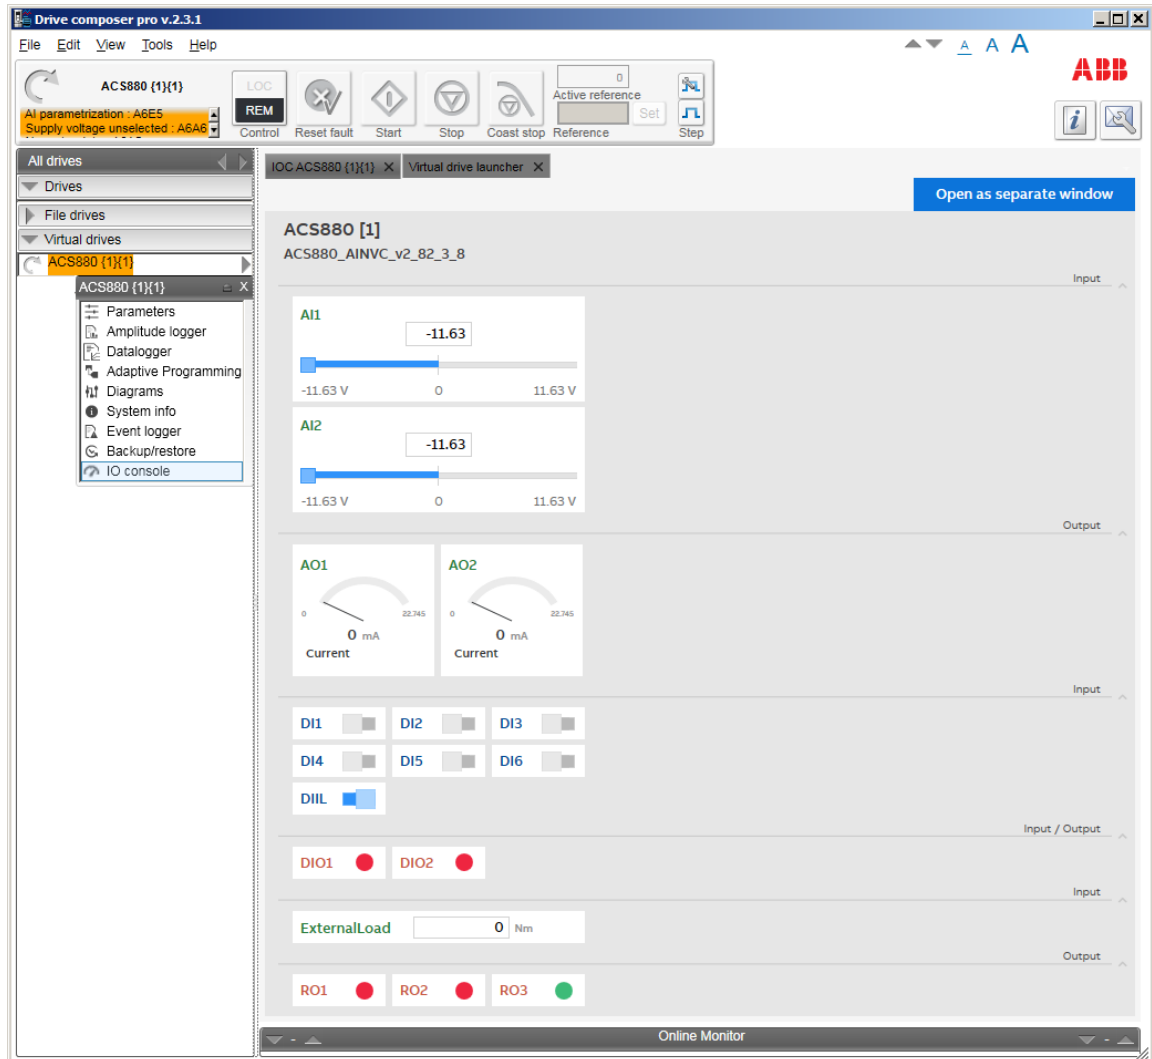 Drive composer pro v.2.3.1
File Edit View Tools Help
A A A
ABB
ACS880 {1}{1}
AI parametrization : A6E5
Supply voltage unselected : A6A6
LOC
REM
Control
Reset fault
Start
Stop
Coast stop
0
Active reference
Set
Reference
Step
i
All drives
Drives
File drives
Virtual drives
ACS880 {1}{1}
ACS880 {1}{1} X
Parameters
Amplitude logger
Datalogger
Adaptive Programming
Diagrams
System info
Event logger
Backup/restore
IO console
IOC ACS880 {1}{1} X Virtual drive launcher X
Open as separate window
ACS880 [1]
ACS880_AINVC_v2_82_3_8
Input
AI1
-11.63
-11.63 V 0 11.63 V
AI2
-11.63
-11.63 V 0 11.63 V
Output
AO1 AO2
0 22.745 0 22.745
0 mA 0 mA
Current Current
Input
DI1 DI2 DI3
DI4 DI5 DI6
DIIL
Input / Output
DIO1 DIO2
Input
ExternalLoad 0 Nm
Output
RO1 RO2 RO3
- Online Monitor -